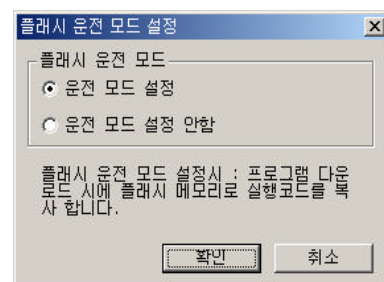 플래시 운전 모드 설정
플래시 운전 모드
운전 모드 설정
운전 모드 설정 안함
플래시 운전 모드 설정시 : 프로그램 다운
로드 시에 플래시 메모리로 실행코드를 복
사 합니다.
확인
취소